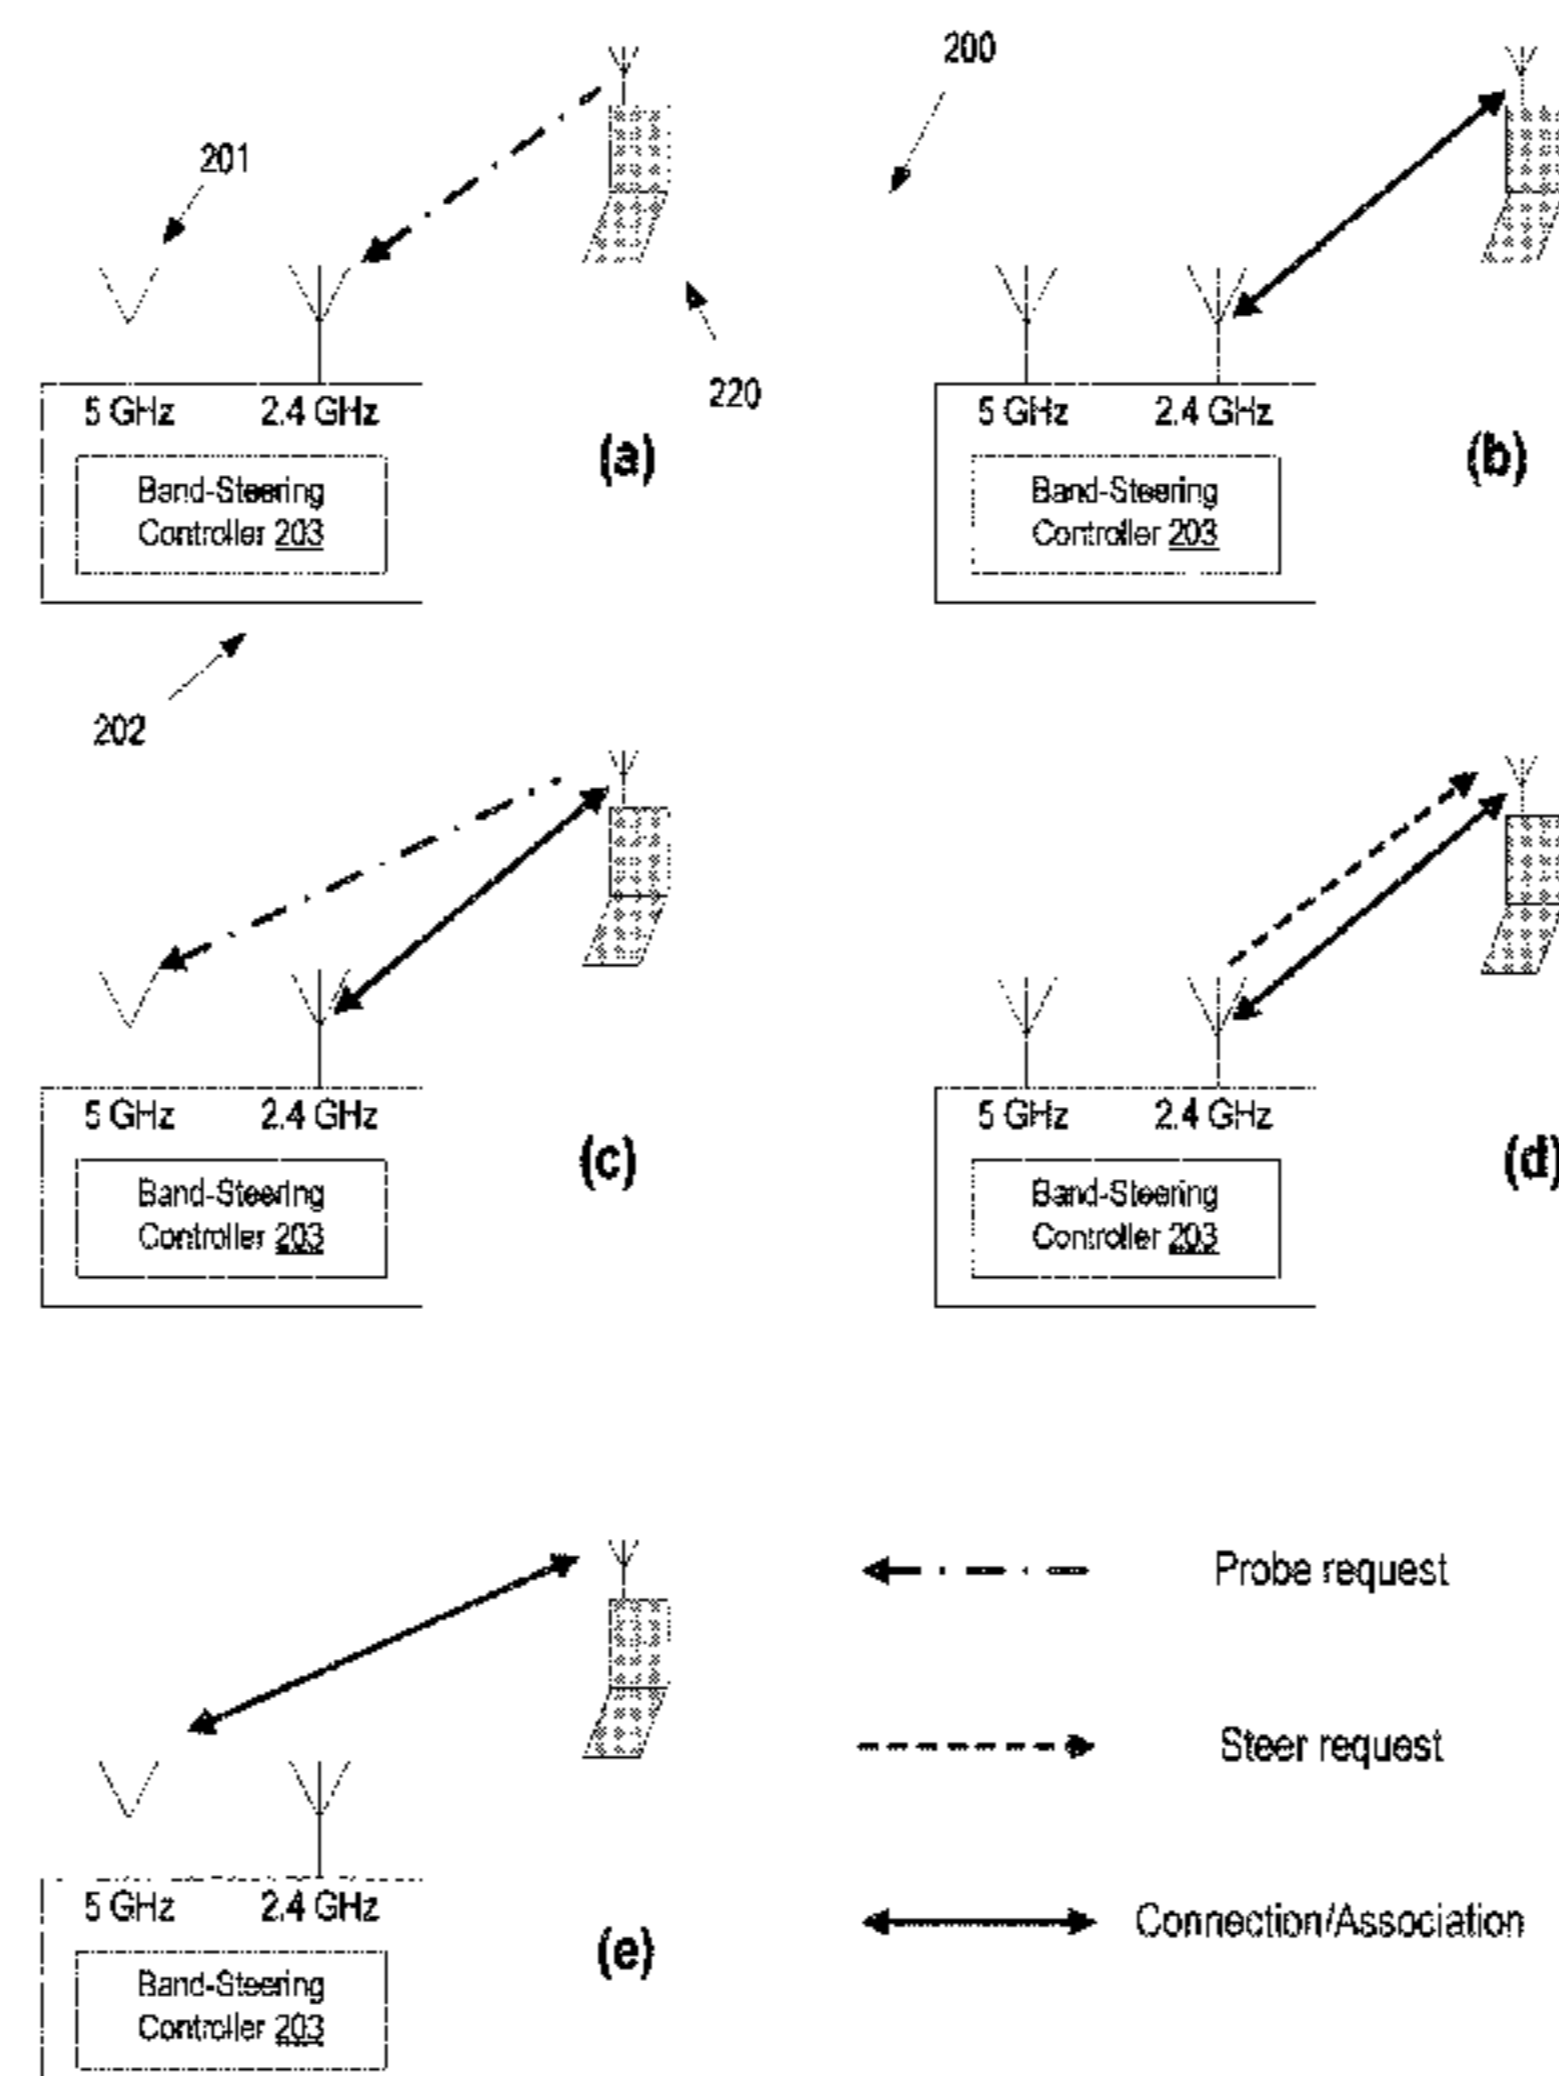 200
201
220
5 GHz 2.4 GHz
(a)
Band-Steering
Controller 203
5 GHz 2.4 GHz
(b)
Band-Steering
Controller 203
202
5 GHz 2.4 GHz
(c)
Band-Steering
Controller 203
5 GHz 2.4 GHz
(d)
Band-Steering
Controller 203
Probe request
Steer request
Connection/Association
5 GHz 2.4 GHz
(e)
Band-Steering
Controller 203